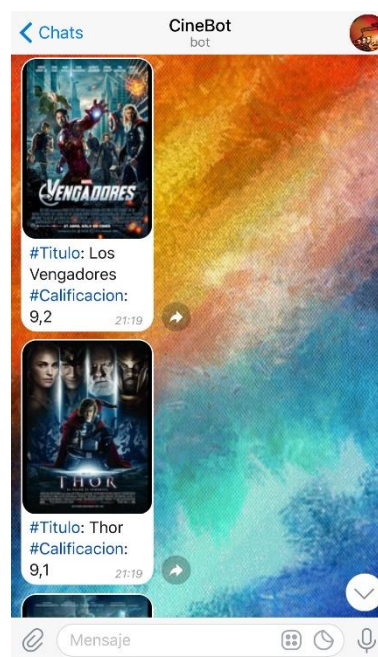 Chats
CineBot
bot
MARVEL
VENGADORES
#Titulo: Los
Vengadores
#Calificacion:
9,2
21:19
THOR
#Titulo: Thor
#Calificacion:
9,1
21:19
Mensaje